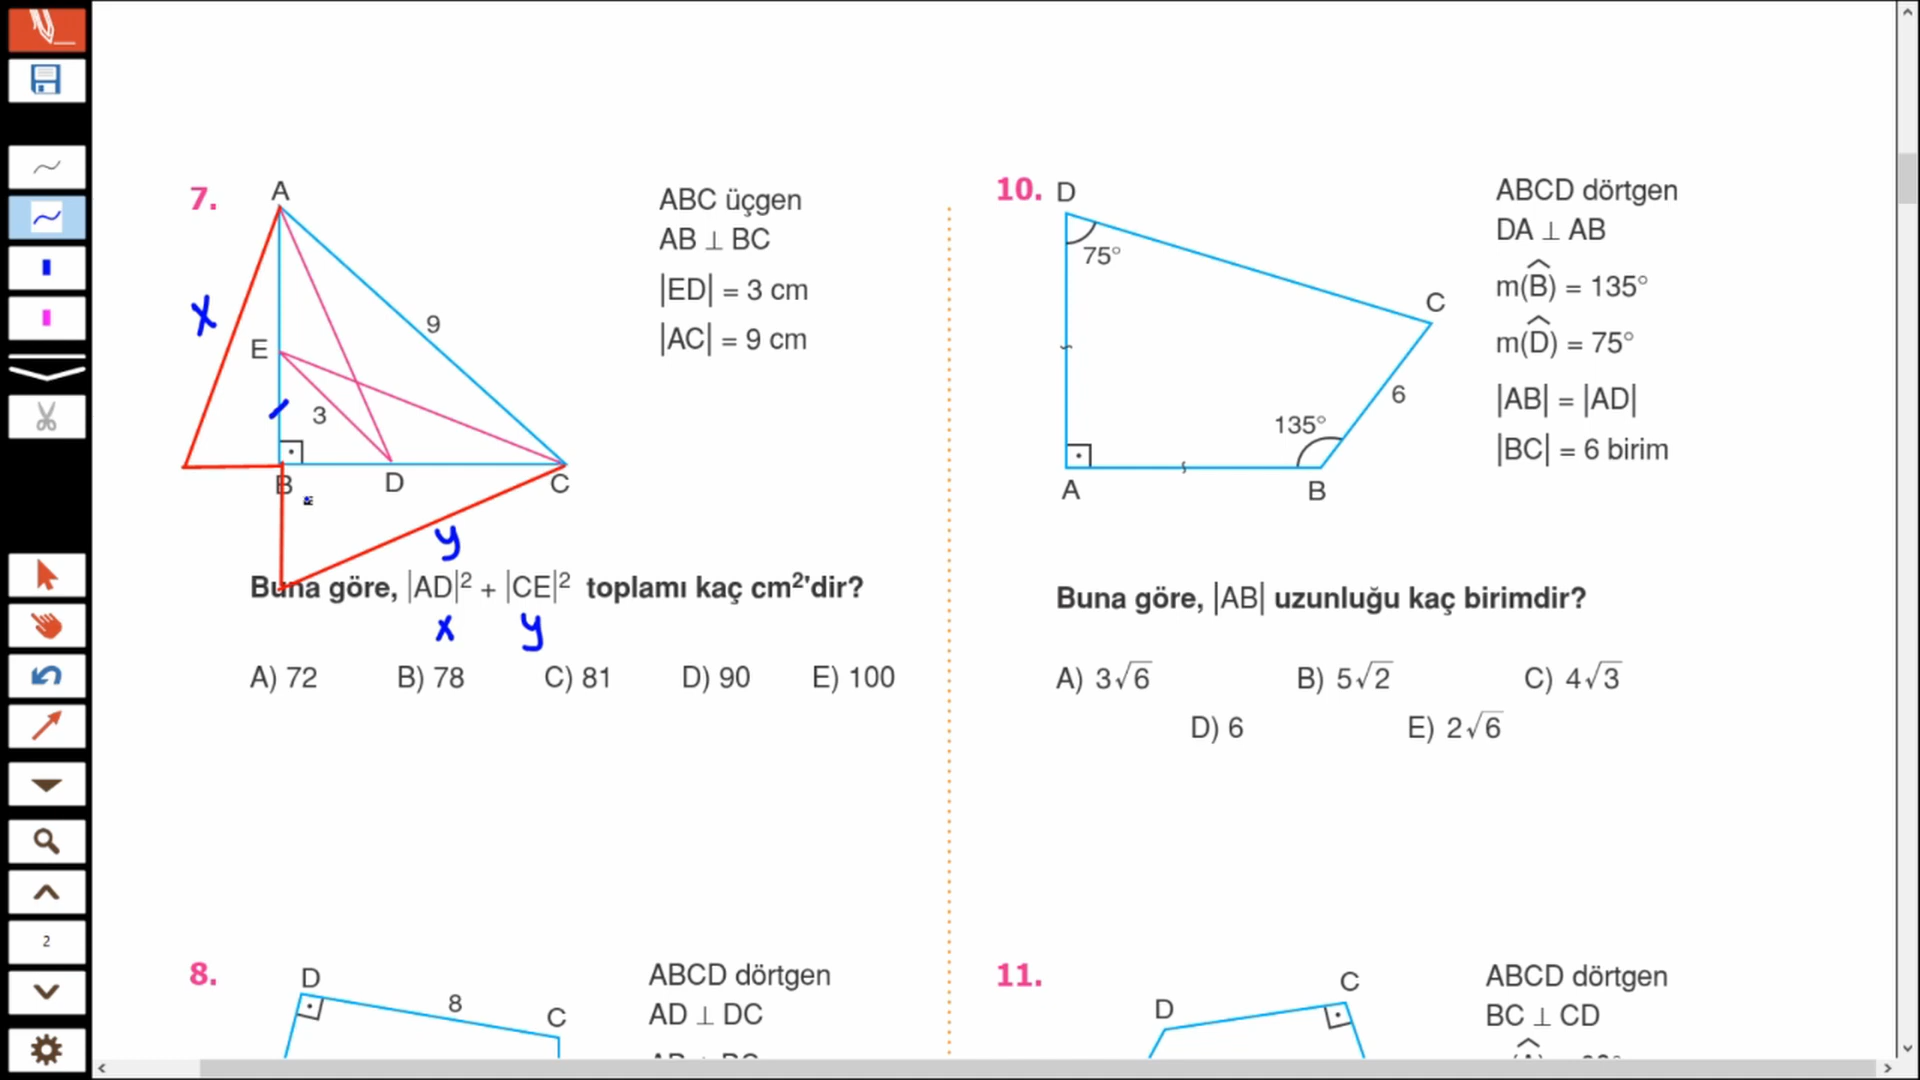 7.
A
ABC üçgen
AB ⊥ BC
|ED| = 3 cm
|AC| = 9 cm
x
9
E
3
B
D
C
y
Buna göre, |AD|² + |CE|² toplamı kaç cm²'dir?
x y
A) 72 B) 78 C) 81 D) 90 E) 100
8.
D
8
C
ABCD dörtgen
AD ⊥ DC
10.
D
75°
C
6
135°
A
B
ABCD dörtgen
DA ⊥ AB
m(B̂) = 135°
m(D̂) = 75°
|AB| = |AD|
|BC| = 6 birim
Buna göre, |AB| uzunluğu kaç birimdir?
A) 3√6 B) 5√2 C) 4√3
D) 6 E) 2√6
11.
D
C
ABCD dörtgen
BC ⊥ CD
2